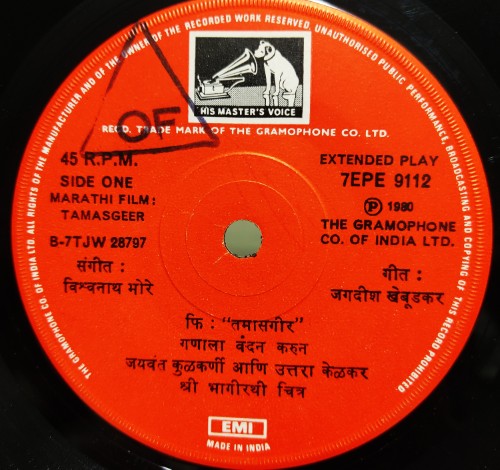 THE GRAMOPHONE CO. OF INDIA LTD. ALL RIGHTS OF THE MANUFACTURER AND OF THE OWNER OF THE RECORDED WORK RESERVED. UNAUTHORISED PUBLIC PERFORMANCE, BROADCASTING AND COPYING OF THIS RECORD PROHIBITED.
HIS MASTER'S VOICE
REGD. TRADE MARK OF THE GRAMOPHONE CO. LTD.
OF
45 R.P.M.
SIDE ONE
MARATHI FILM:
TAMASGEER
B-7TJW 28797
संगीत :
विश्वनाथ मोरे
EXTENDED PLAY
7EPE 9112
Ⓟ 1980
THE GRAMOPHONE
CO. OF INDIA LTD.
गीत :
जगदीश खेबूडकर
फि : "तमासगीर"
गणाला वंदन करुन
जयवंत कुळकर्णी आणि उत्तरा केळकर
श्री भागीरथी चित्र
EMI
MADE IN INDIA